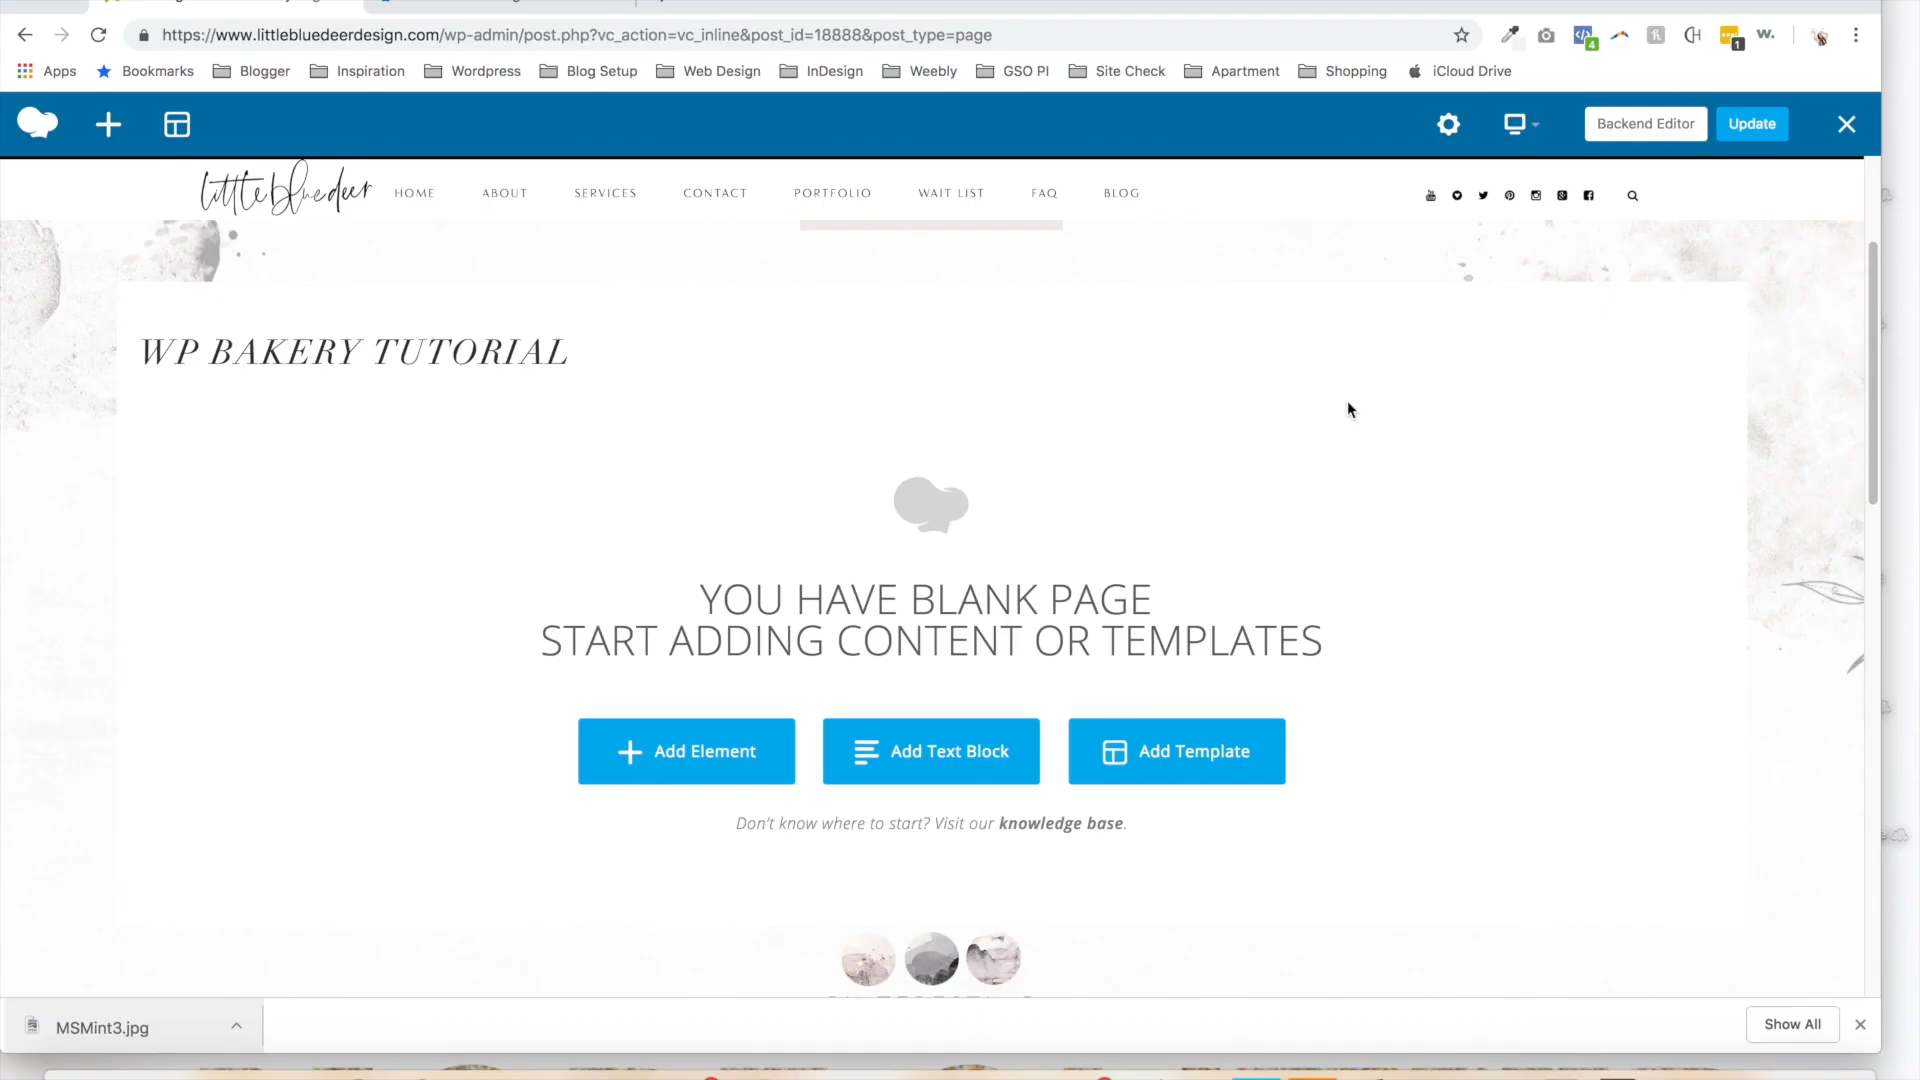 https://www.littlebluedeerdesign.com/wp-admin/post.php?vc_action=vc_inline&post_id=18888&post_type=page
4
1
w.
Apps Bookmarks Blogger Inspiration Wordpress Blog Setup Web Design InDesign Weebly GSO PI Site Check Apartment Shopping iCloud Drive
Backend Editor Update
littlebluedeer HOME ABOUT SERVICES CONTACT PORTFOLIO WAIT LIST FAQ BLOG
WP BAKERY TUTORIAL
YOU HAVE BLANK PAGE
START ADDING CONTENT OR TEMPLATES
Add Element Add Text Block Add Template
Don't know where to start? Visit our knowledge base.
MSMint3.jpg Show All